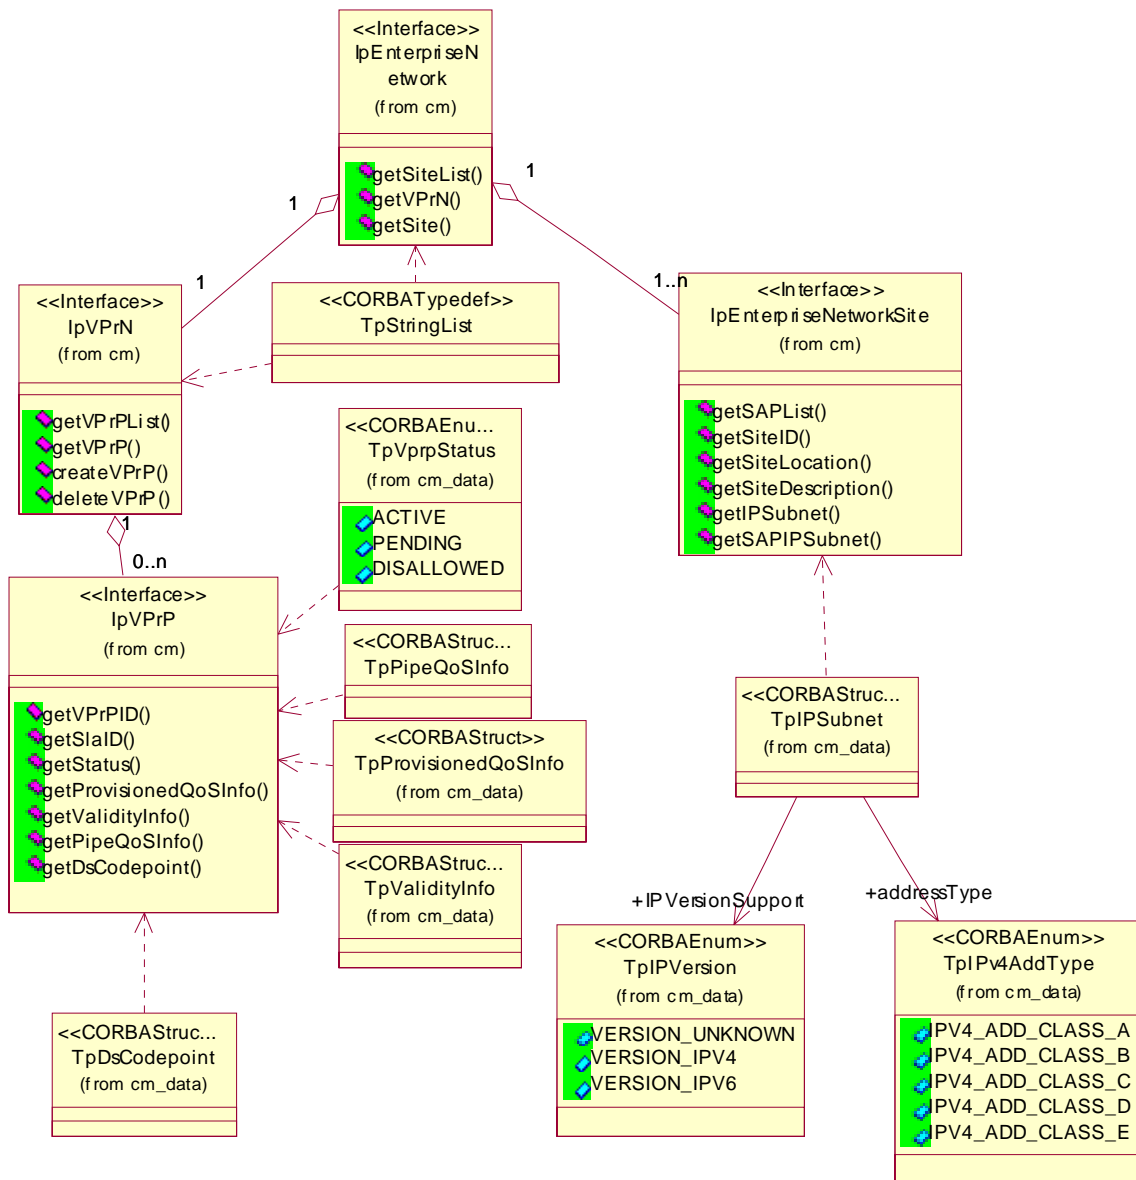 <<Interface>>
IpEnterpriseN
etwork
(from cm)
getSiteList()
getVPrN()
getSite()
1
1
1
1..n
<<Interface>>
IpVPrN
(from cm)
getVPrPList()
getVPrP()
createVPrP()
deleteVPrP()
<<CORBATypedef>>
TpStringList
<<Interface>>
IpEnterpriseNetworkSite
(from cm)
getSAPList()
getSiteID()
getSiteLocation()
getSiteDescription()
getIPSubnet()
getSAPIPSubnet()
<<CORBAEnu...
TpVprpStatus
(from cm_data)
ACTIVE
PENDING
DISALLOWED
1
0..n
<<Interface>>
IpVPrP
(from cm)
getVPrPID()
getSlaID()
getStatus()
getProvisionedQoSInfo()
getValidityInfo()
getPipeQoSInfo()
getDsCodepoint()
<<CORBAStruc...
TpPipeQoSInfo
<<CORBAStruct>>
TpProvisionedQoSInfo
(from cm_data)
<<CORBAStruc...
TpValidityInfo
(from cm_data)
<<CORBAStruc...
TpIPSubnet
(from cm_data)
+IPVersionSupport
+addressType
<<CORBAEnum>>
TpIPVersion
(from cm_data)
VERSION_UNKNOWN
VERSION_IPV4
VERSION_IPV6
<<CORBAEnum>>
TpIPv4AddType
(from cm_data)
IPV4_ADD_CLASS_A
IPV4_ADD_CLASS_B
IPV4_ADD_CLASS_C
IPV4_ADD_CLASS_D
IPV4_ADD_CLASS_E
<<CORBAStruc...
TpDsCodepoint
(from cm_data)